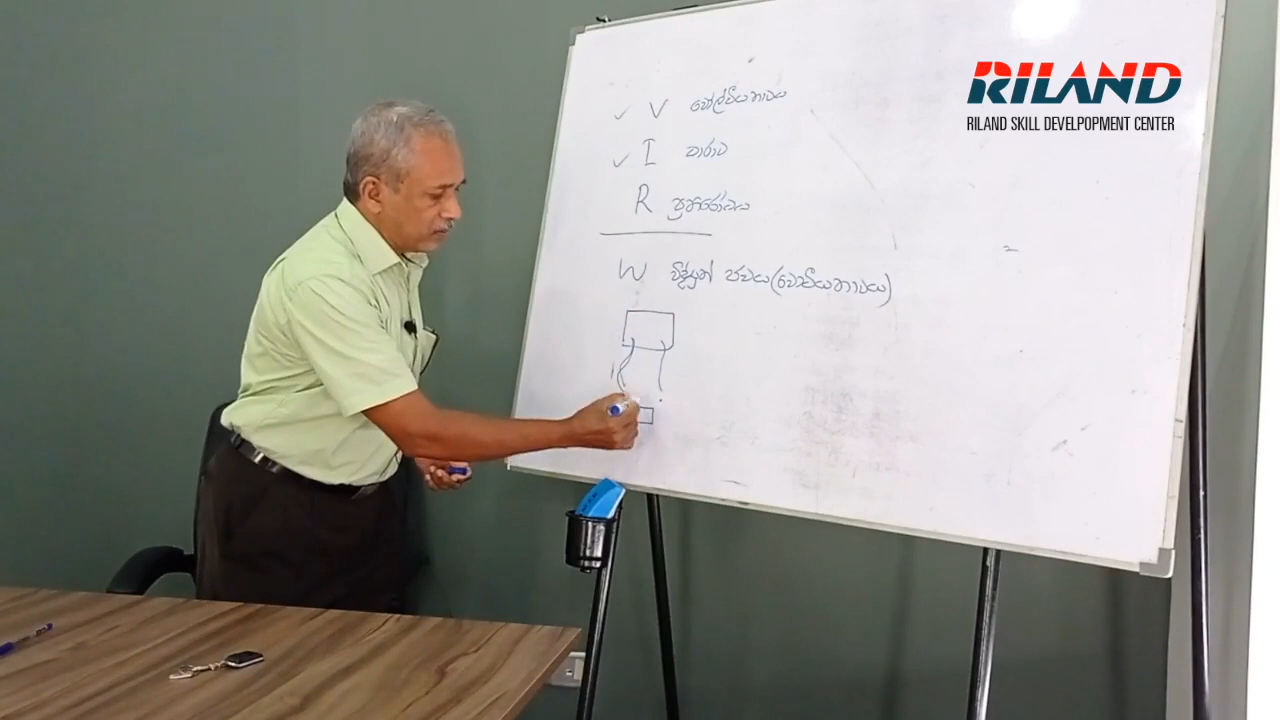 RILAND
RILAND SKILL DEVELPOPMENT CENTER
✓ V වෝල්ටීයතාවය
✓ I ධාරාව
R ප්‍රතිරෝධය
W විද්‍යුත් ජවය(වොටීයතාවය)